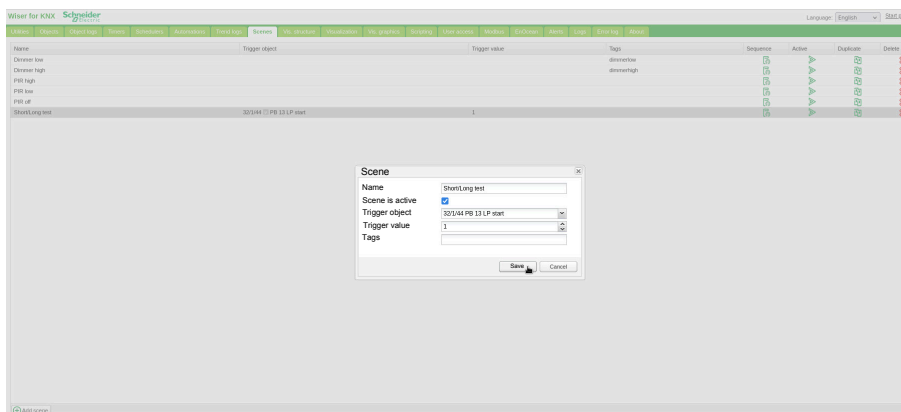 Wiser for KNX Schneider Electric Language: English Start
Utilities Objects Object logs Timers Schedulers Automations Trend logs Scenes Vis. structure Visualization Vis. graphics Scripting User access Modbus EnOcean Alerts Logs Error log About
Name Trigger object Trigger value Tags Sequence Active Duplicate Delete
Dimmer low dimmerlow
Dimmer high dimmerhigh
PIR high
PIR low
PIR off
Short/Long test 32/1/44 PB 13 LP start 1
Scene
Name Short/Long test
Scene is active
Trigger object 32/1/44 PB 13 LP start
Trigger value 1
Tags
Save Cancel
Add scene